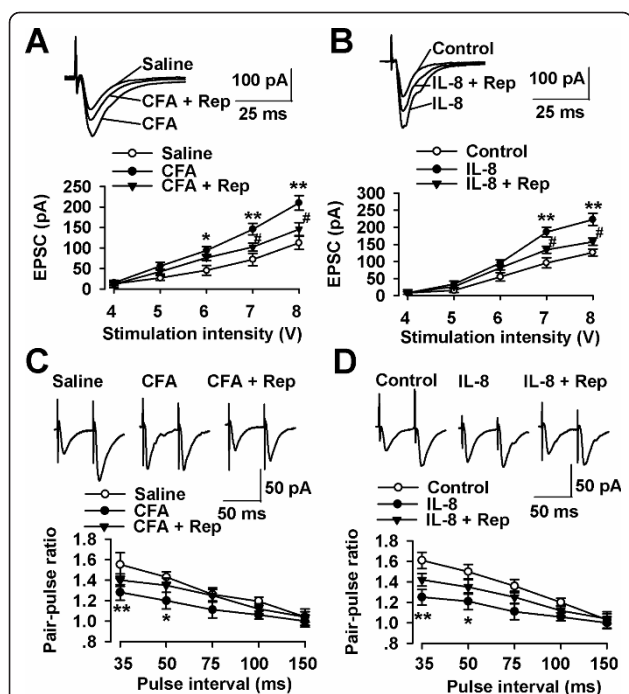 A
Saline
CFA + Rep
CFA
100 pA
25 ms
Saline
CFA
CFA + Rep
EPSC (pA)
250
200
150
100
50
0
* ** **
# #
4 5 6 7 8
Stimulation intensity (V)
B
Control
IL-8 + Rep
IL-8
100 pA
25 ms
Control
IL-8
IL-8 + Rep
EPSC (pA)
300
250
200
150
100
50
0
** **
# #
4 5 6 7 8
Stimulation intensity (V)
C
Saline CFA CFA + Rep
50 pA
50 ms
Saline
CFA
CFA + Rep
Pair-pulse ratio
1.8
1.6
1.4
1.2
1.0
.8
** *
35 50 75 100 150
Pulse interval (ms)
D
Control IL-8 IL-8 + Rep
50 pA
50 ms
Control
IL-8
IL-8 + Rep
Pair-pulse ratio
1.8
1.6
1.4
1.2
1.0
.8
** *
35 50 75 100 150
Pulse interval (ms)